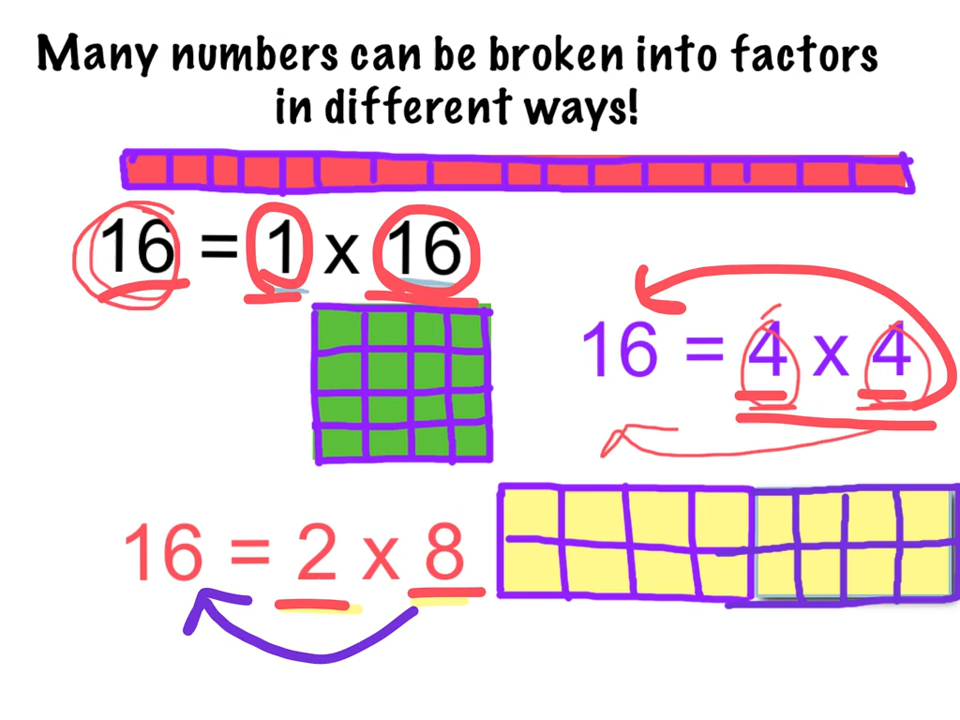 Many numbers can be broken into factors
in different ways!
16 = 1 x 16
16 = 4 x 4
16 = 2 x 8